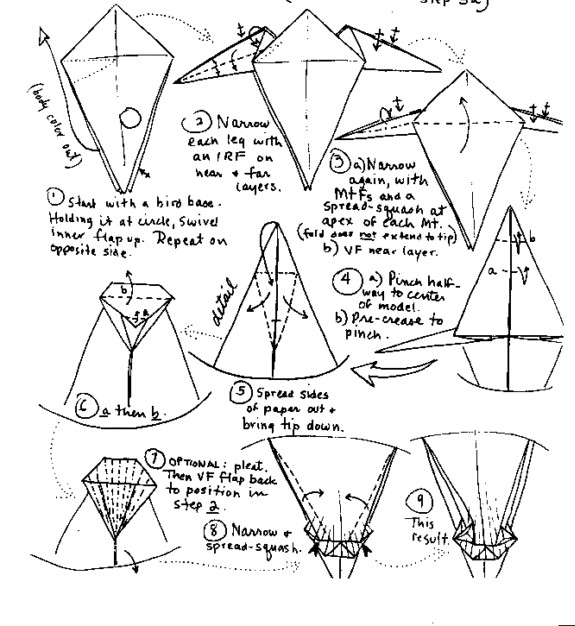 step 3a)
(body color out)
① Start with a bird base.
Holding it at circle, swivel
inner flap up. Repeat on
opposite side.
x
② Narrow
each leg with
an IRF on
near + far
layers.
③ a) Narrow
again, with
MtFs and a
spread-squash at
apex of each Mt.
(fold does not extend to tip)
b) VF near layer.
④ a) Pinch half-
way to center
of model.
b) Pre-crease to
pinch.
a
b
detail
⑤ Spread sides
of paper out +
bring tip down.
b
a
⑥ a then b.
⑦ OPTIONAL: pleat.
Then VF flap back
to position in
step 2.
⑧ Narrow +
spread-squash.
⑨
This
result.